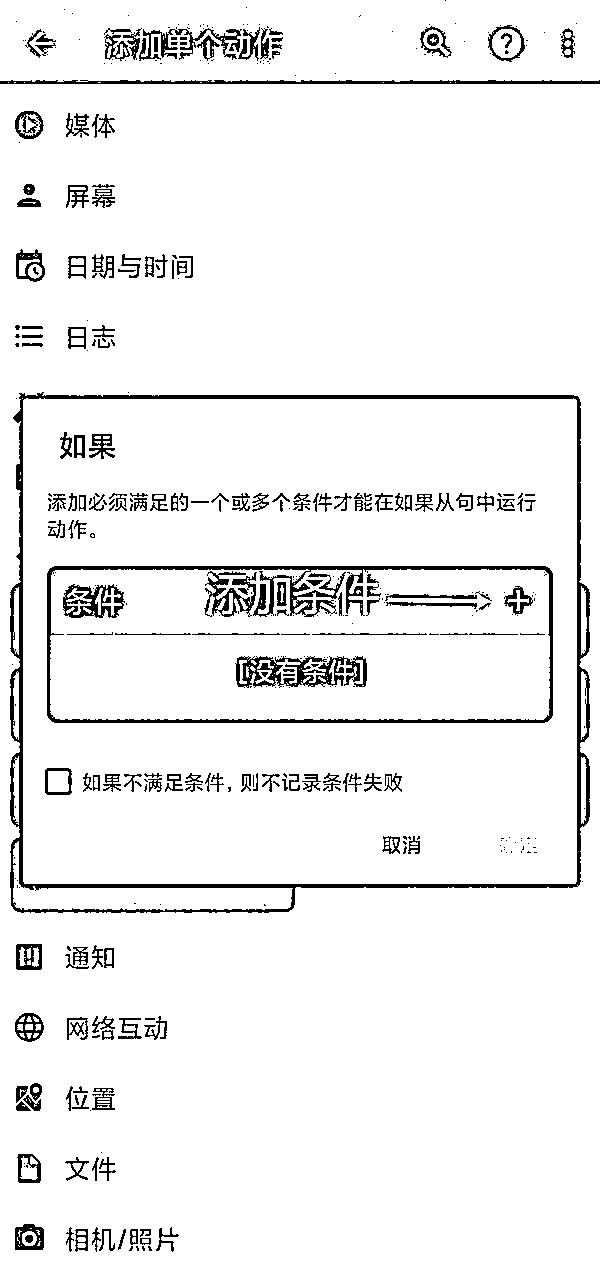 添加单个动作
媒体
屏幕
日期与时间
日志
如果
添加必须满足的一个或多个条件才能在如果从句中运行
动作。
条件 添加条件 +
[没有条件]
如果不满足条件，则不记录条件失败
取消
通知
网络互动
位置
文件
相机/照片